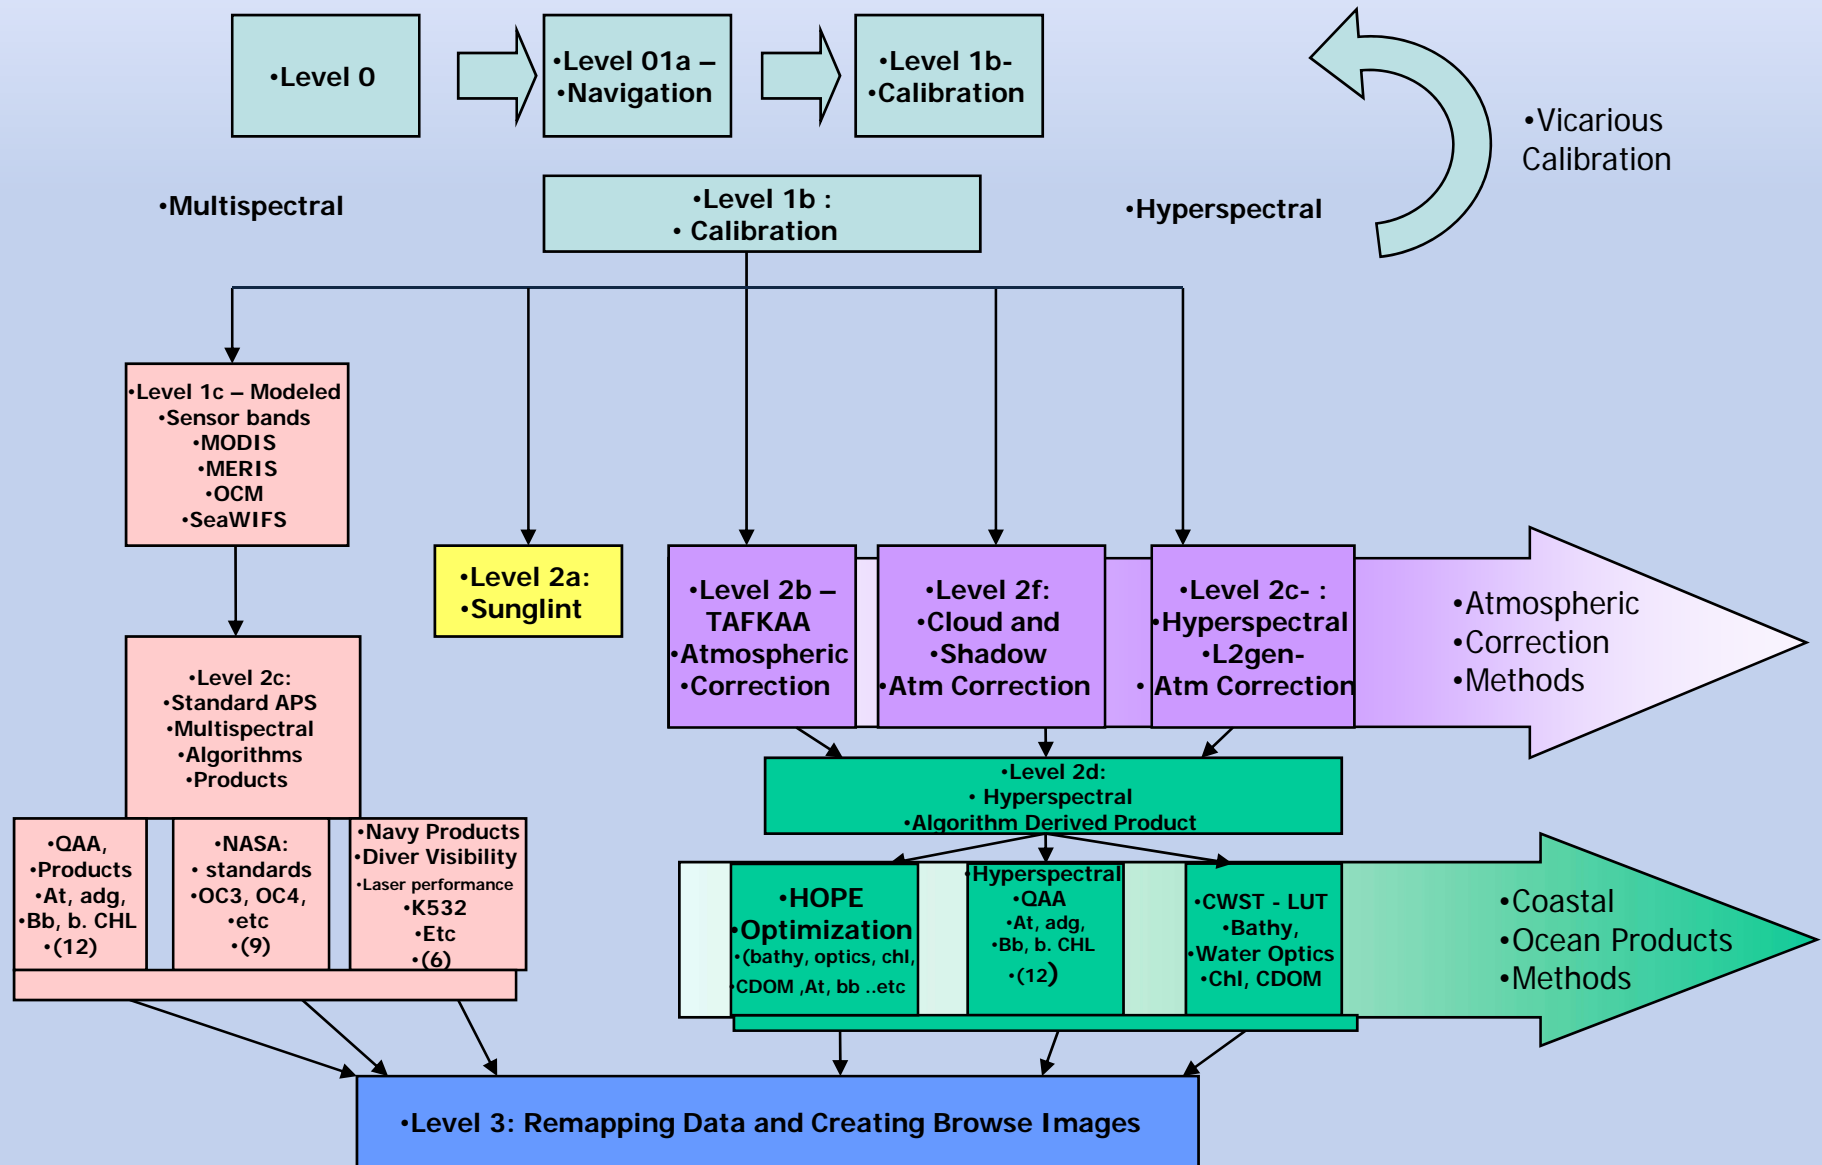 •Level 0
•Level 01a –
•Navigation
•Level 1b-
•Calibration
•Vicarious
Calibration
•Multispectral
•Level 1b :
• Calibration
•Hyperspectral
•Level 1c – Modeled
•Sensor bands
•MODIS
•MERIS
•OCM
•SeaWIFS
•Level 2a:
•Sunglint
•Level 2b –
TAFKAA
•Atmospheric
•Correction
•Level 2f:
•Cloud and
•Shadow
•Atm Correction
•Level 2c- :
•Hyperspectral
•L2gen-
• Atm Correction
•Atmospheric
•Correction
•Methods
•Level 2c:
•Standard APS
•Multispectral
•Algorithms
•Products
•Level 2d:
• Hyperspectral
•Algorithm Derived Product
•QAA,
•Products
•At, adg,
•Bb, b. CHL
•(12)
•NASA:
• standards
•OC3, OC4,
•etc
•(9)
•Navy Products
•Diver Visibility
•Laser performance
•K532
•Etc
•(6)
•HOPE
•Optimization
•(bathy, optics, chl,
•CDOM ,At, bb ..etc
•Hyperspectral
•QAA
•At, adg,
•Bb, b. CHL
•(12)
•CWST - LUT
•Bathy,
•Water Optics
•Chl, CDOM
•Coastal
•Ocean Products
•Methods
•Level 3: Remapping Data and Creating Browse Images